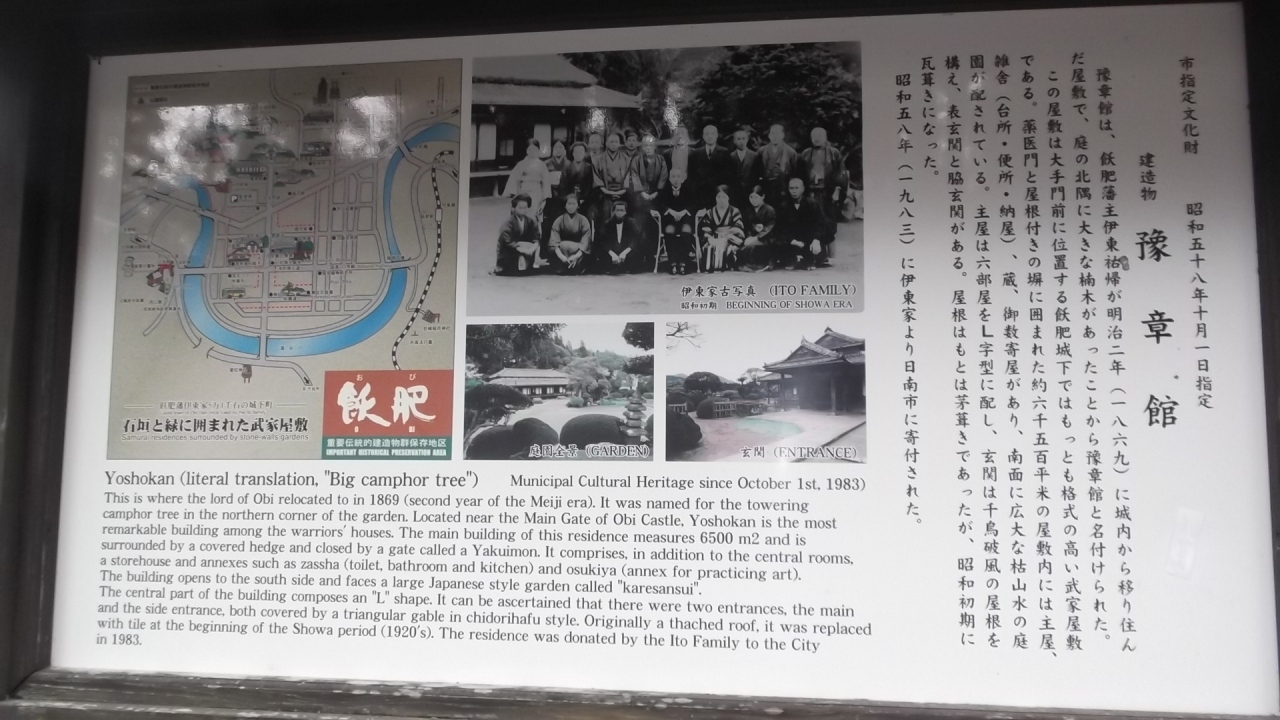 市指定文化財　昭和五十八年十月一日指定
建造物　豫章館
豫章館は、飫肥藩主伊東祐帰が明治二年（一八六九）に城内から移り住ん
だ屋敷で、庭の北隅に大きな楠木があったことから豫章館と名付けられた。
この屋敷は大手門前に位置する飫肥城下ではもっとも格式の高い武家屋敷
である。薬医門と屋根付きの塀に囲まれた約六千五百平米の屋敷内には主屋、
雑舎（台所・便所・納屋）、蔵、御数寄屋があり、南面に広大な枯山水の庭
園が配されている。主屋は六部屋をL字型に配し、玄関は千鳥破風の屋根を
構え、表玄関と脇玄関がある。屋根はもとは茅葺きであったが、昭和初期に
瓦葺きになった。
昭和五八年（一九八三）に伊東家より日南市に寄付された。
伊東家古写真 (ITO FAMILY)
昭和初期 BEGINNING OF SHOWA ERA
庭園全景 (GARDEN)
玄関 (ENTRANCE)
飫肥藩伊東家5万1千石の城下町
石垣と緑に囲まれた武家屋敷
Samurai residences surrounded by stone-walls gardens
お び
飫肥
重要伝統的建造物群保存地区
IMPORTANT HISTORICAL PRESERVATION AREA
Yoshokan (literal translation, "Big camphor tree") Municipal Cultural Heritage since October 1st, 1983)
This is where the lord of Obi relocated to in 1869 (second year of the Meiji era). It was named for the towering
camphor tree in the northern corner of the garden. Located near the Main Gate of Obi Castle, Yoshokan is the most
remarkable building among the warriors' houses. The main building of this residence measures 6500 m2 and is
surrounded by a covered hedge and closed by a gate called a Yakuimon. It comprises, in addition to the central rooms,
a storehouse and annexes such as zassha (toilet, bathroom and kitchen) and osukiya (annex for practicing art).
The building opens to the south side and faces a large Japanese style garden called "karesansui".
The central part of the building composes an "L" shape. It can be ascertained that there were two entrances, the main
and the side entrance, both covered by a triangular gable in chidorihafu style. Originally a thached roof, it was replaced
with tile at the beginning of the Showa period (1920's). The residence was donated by the Ito Family to the City
in 1983.